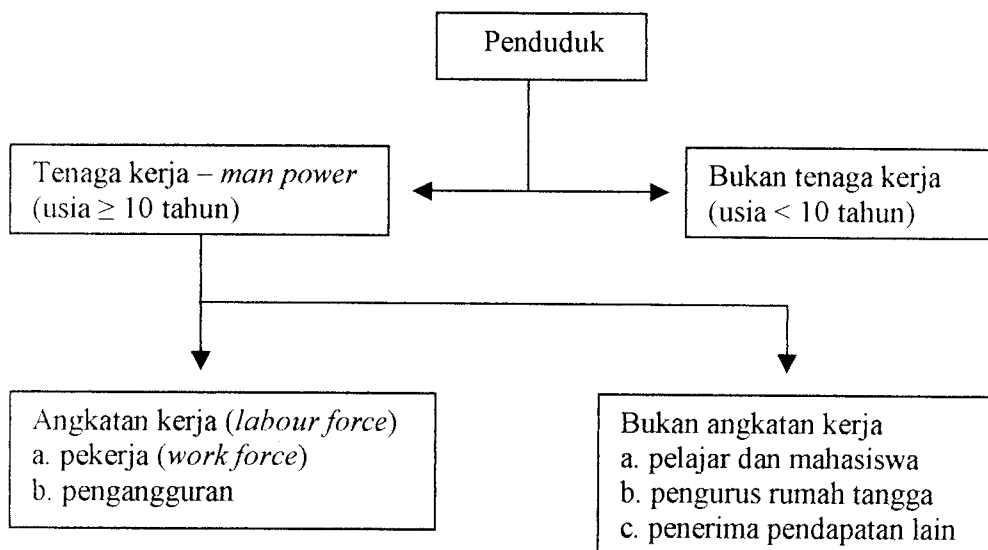 Penduduk
Tenaga kerja – man power
(usia ≥ 10 tahun)
Bukan tenaga kerja
(usia < 10 tahun)
Angkatan kerja (labour force)
a. pekerja (work force)
b. pengangguran
Bukan angkatan kerja
a. pelajar dan mahasiswa
b. pengurus rumah tangga
c. penerima pendapatan lain